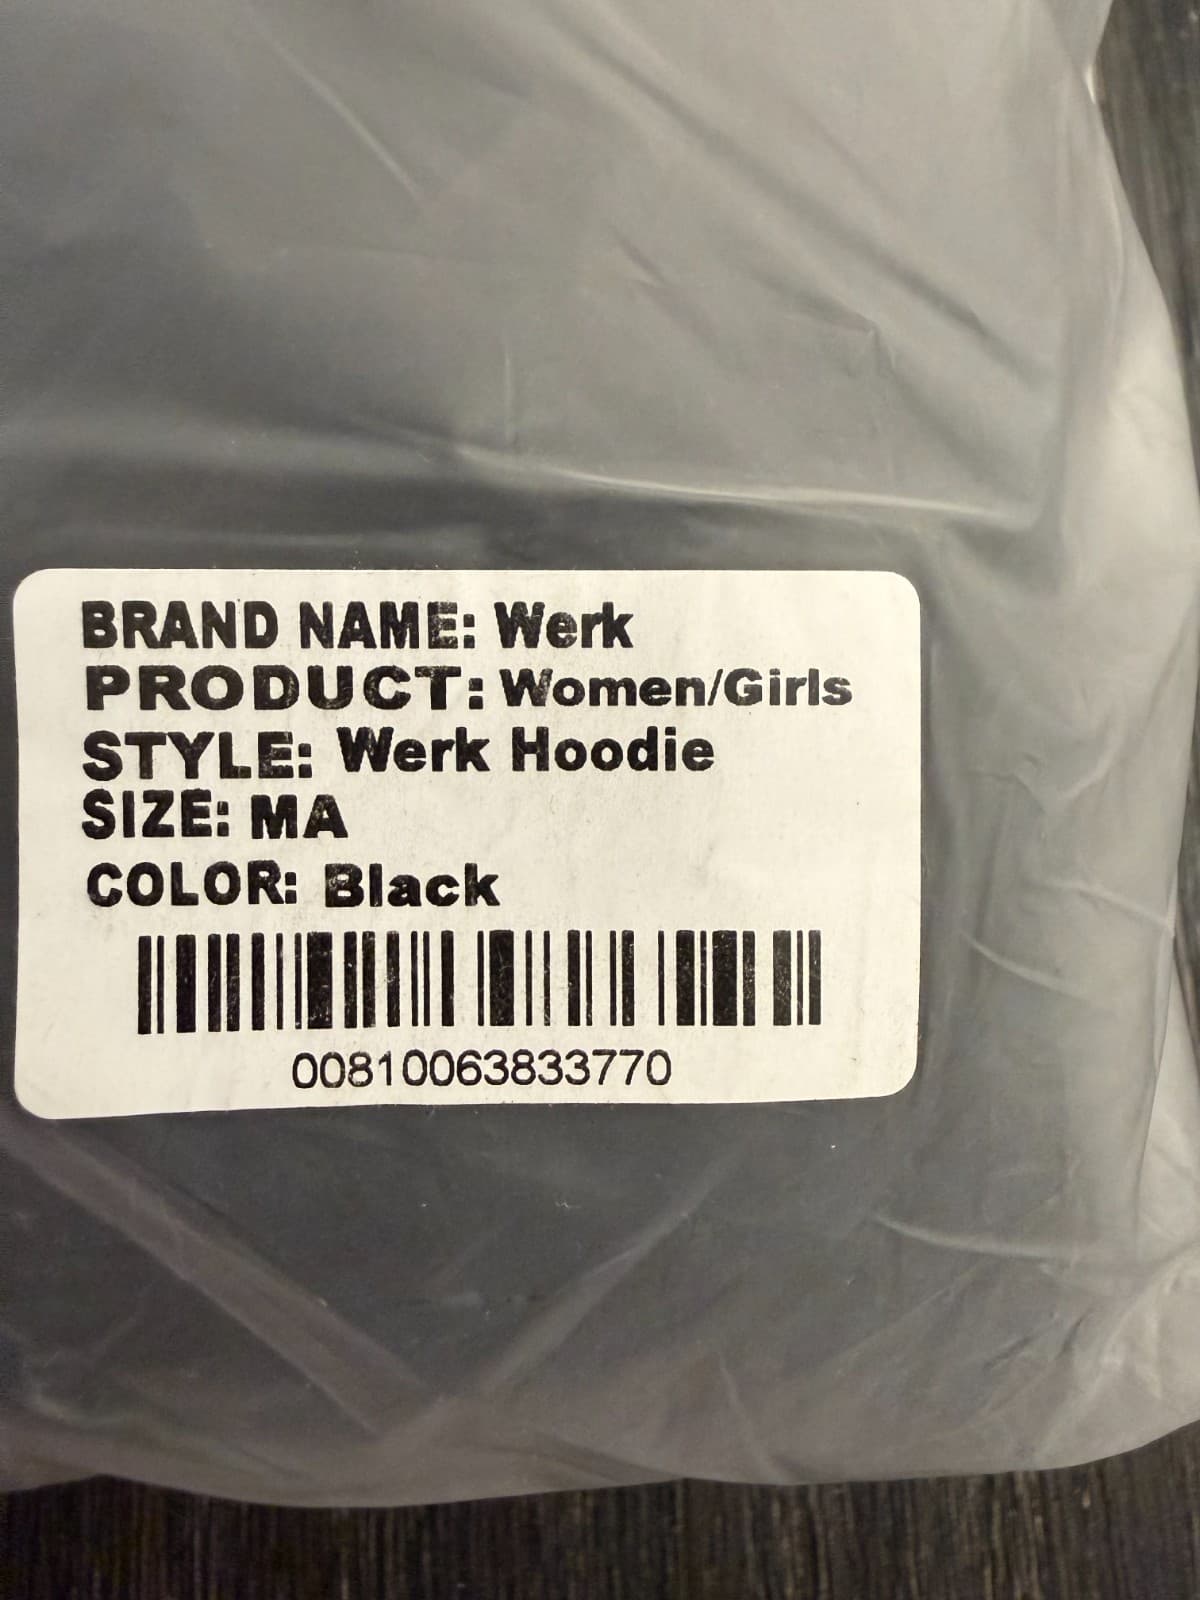 BRAND NAME: Werk
PRODUCT: Women/Girls
STYLE: Werk Hoodie
SIZE: MA
COLOR: Black
00810063833770